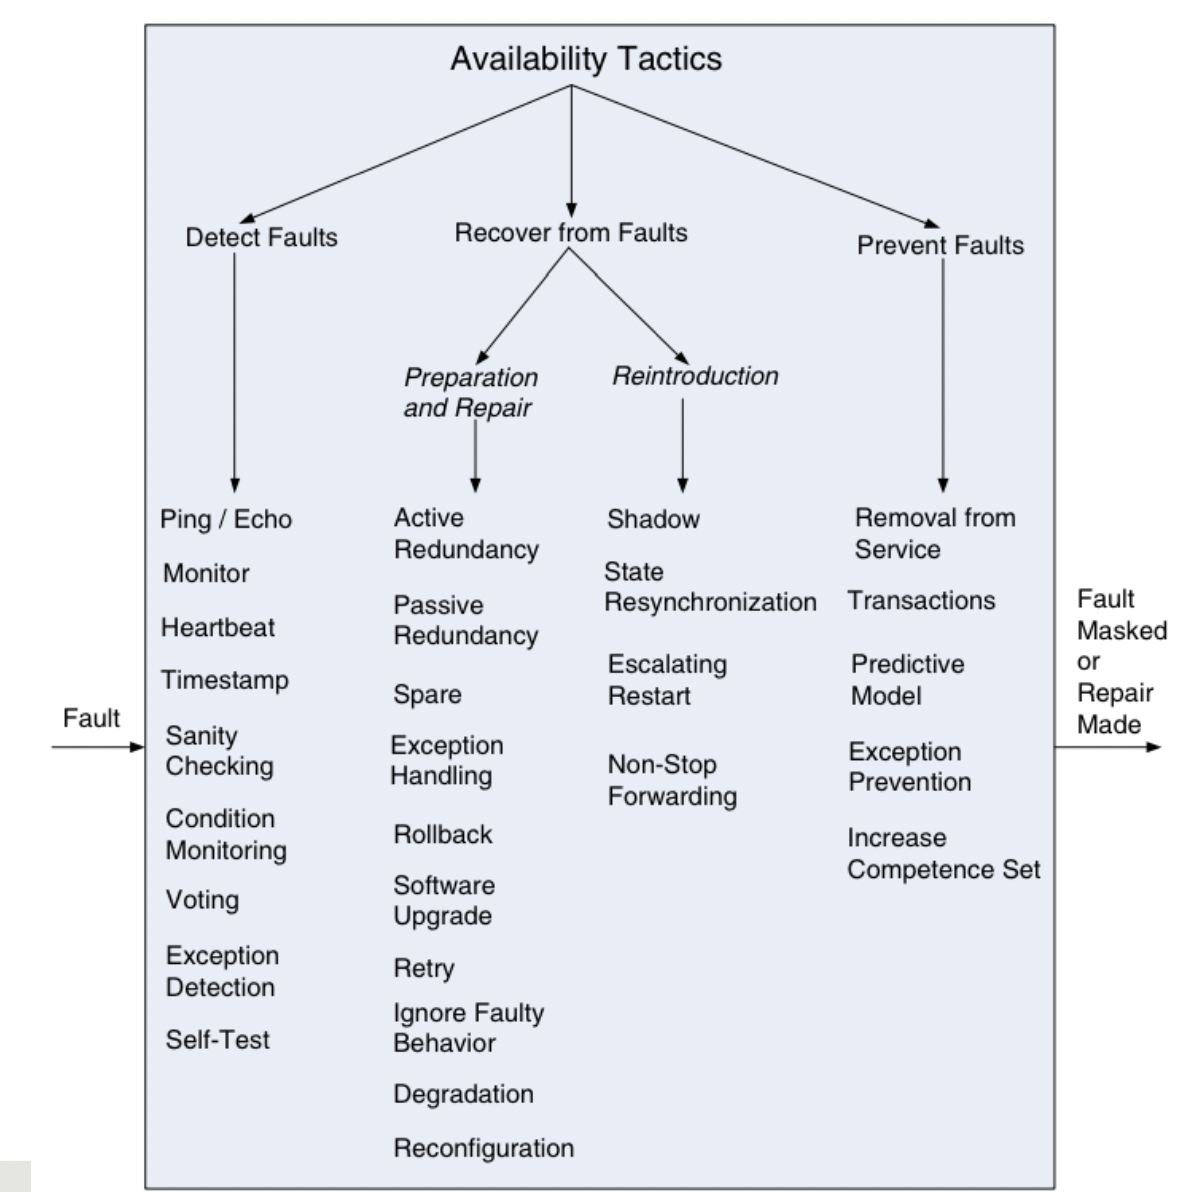 Availability Tactics
Detect Faults
Recover from Faults
Prevent Faults
Preparation
and Repair
Reintroduction
Ping / Echo
Monitor
Heartbeat
Timestamp
Sanity
Checking
Condition
Monitoring
Voting
Exception
Detection
Self-Test
Active
Redundancy
Passive
Redundancy
Spare
Exception
Handling
Rollback
Software
Upgrade
Retry
Ignore Faulty
Behavior
Degradation
Reconfiguration
Shadow
State
Resynchronization
Escalating
Restart
Non-Stop
Forwarding
Removal from
Service
Transactions
Predictive
Model
Exception
Prevention
Increase
Competence Set
Fault
Fault
Masked
or
Repair
Made